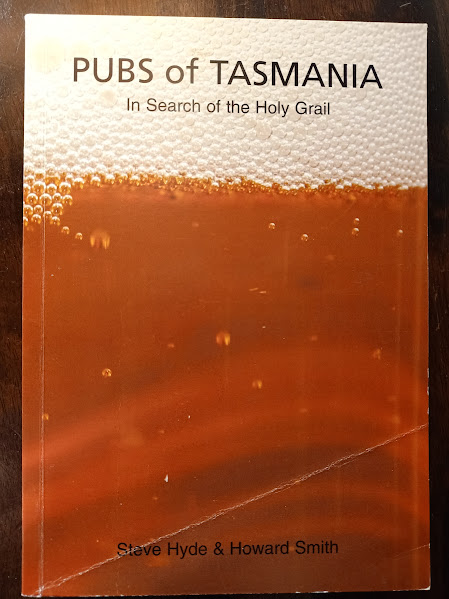 PUBS of TASMANIA
In Search of the Holy Grail
Steve Hyde & Howard Smith